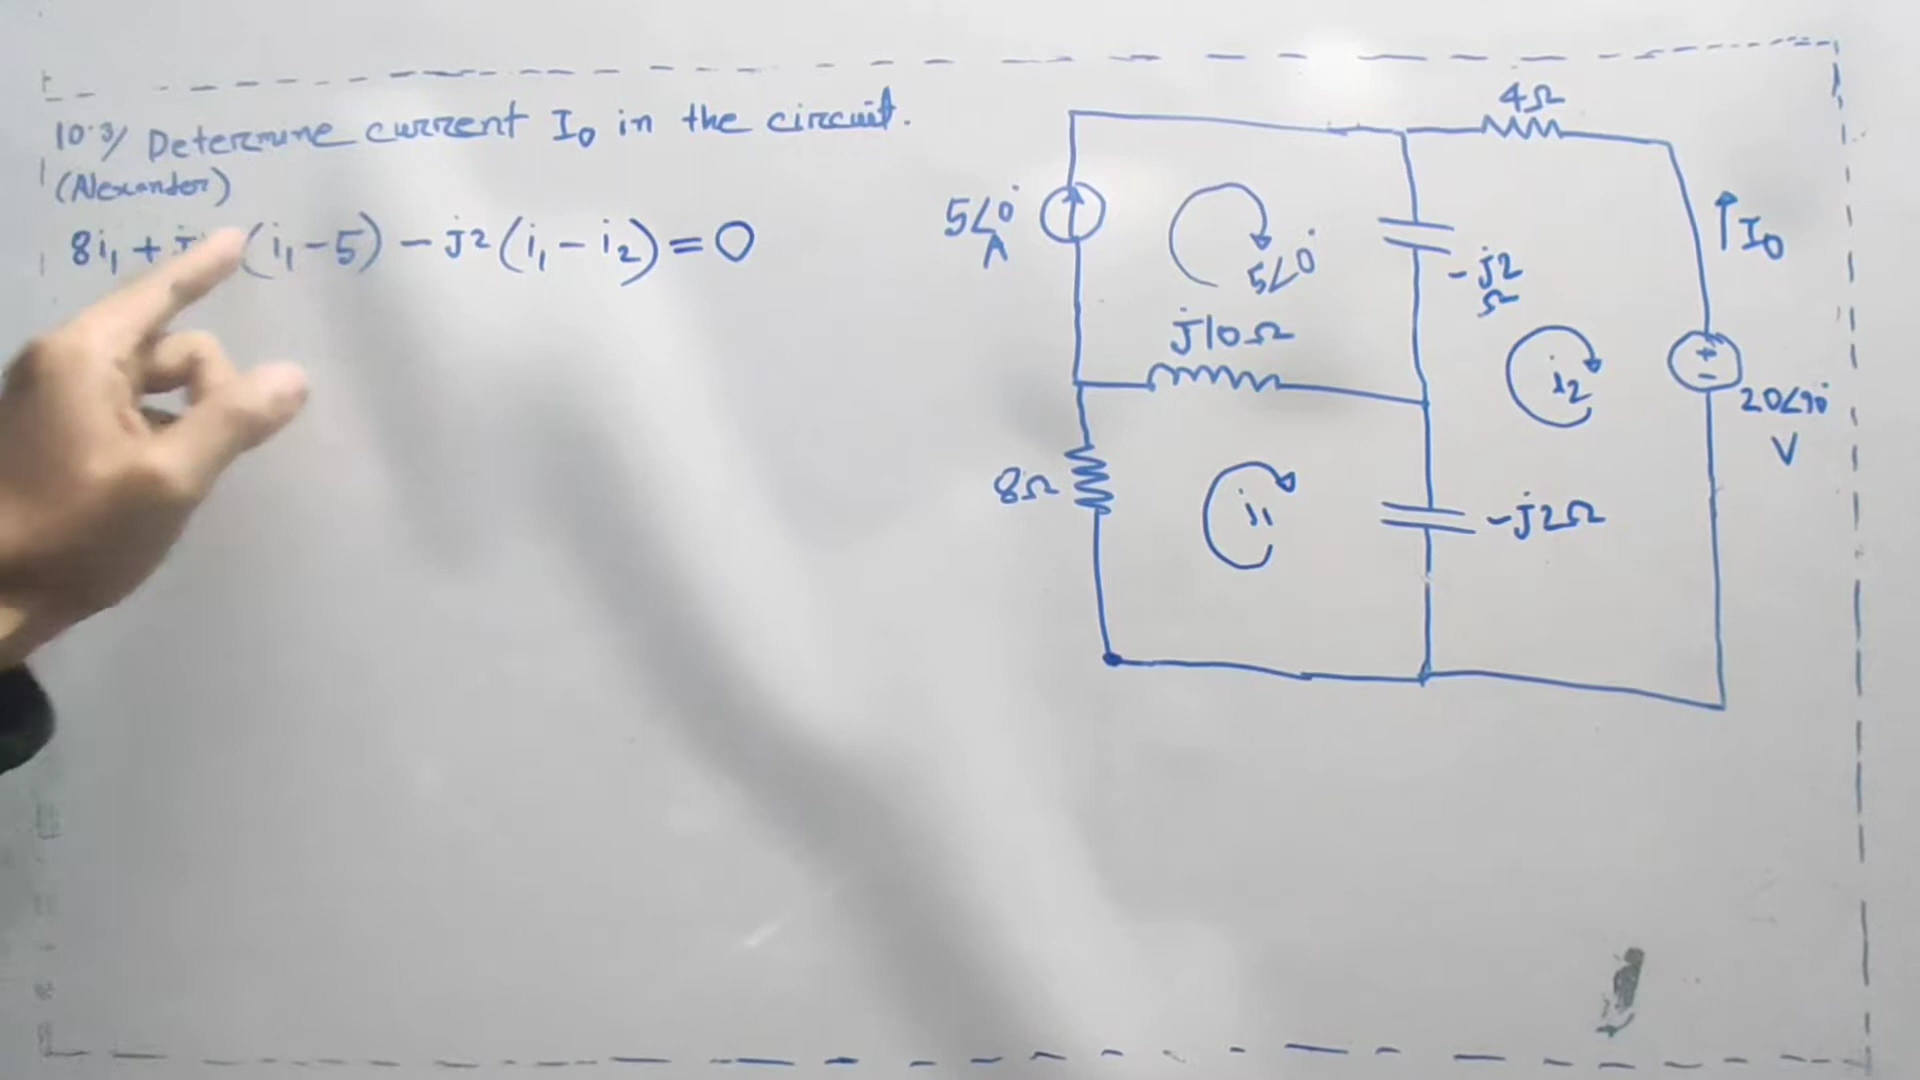 10.3/ Determine current I₀ in the circuit.
(Alexander)
8i₁ + j (i₁ - 5) - j2 (i₁ - i₂) = 0
4Ω
5∠0°
A
5∠0°
-j2
Ω
I₀
j10Ω
i₂
20∠90°
V
8Ω
i₁
-j2Ω